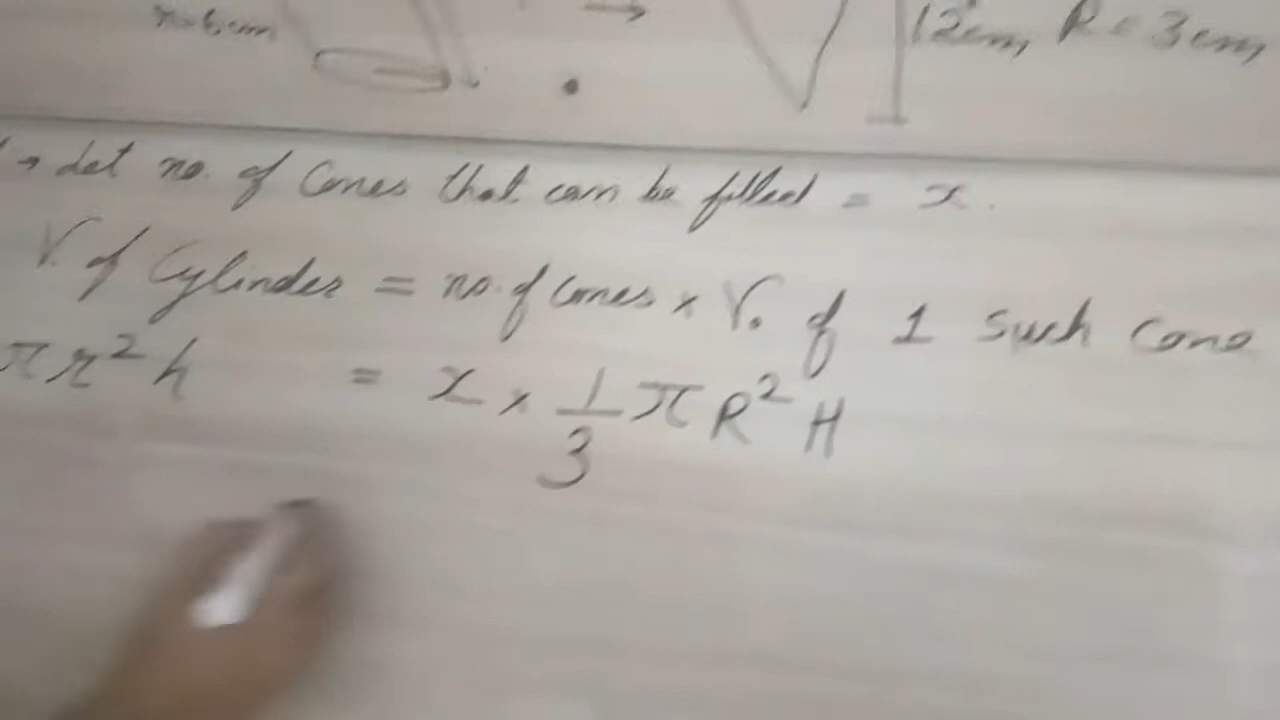 r=6cm
12cm, R = 3cm,
→ Let no. of Cones that can be filled = x.
V. of Cylinder = no. of Cones × V. of 1 such Cone
πr²h = x × 1/3 πR²H